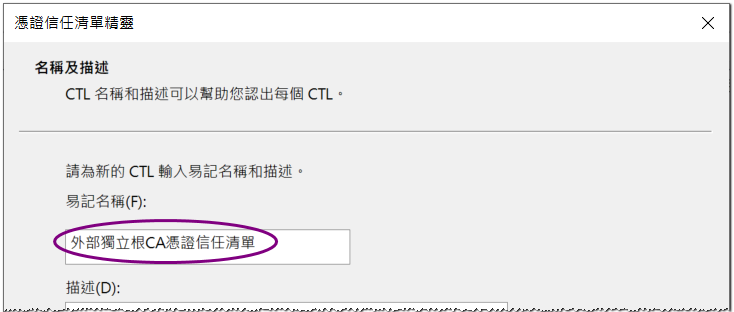 憑證信任清單精靈
名稱及描述
CTL 名稱和描述可以幫助您認出每個 CTL。
請為新的 CTL 輸入易記名稱和描述。
易記名稱(F):
外部獨立根CA憑證信任清單
描述(D):